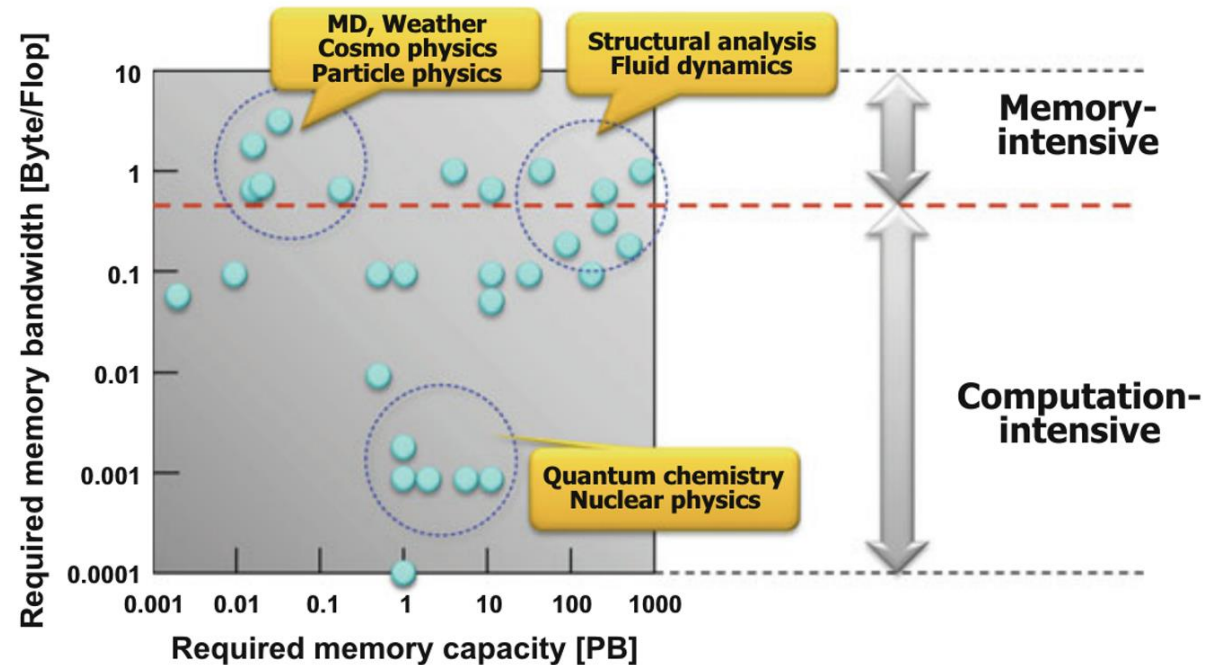 MD, Weather
Cosmo physics
Particle physics
Structural analysis
Fluid dynamics
Required memory bandwidth [Byte/Flop]
10
1
0.1
0.01
0.001
0.0001
Memory-
intensive
Computation-
intensive
Quantum chemistry
Nuclear physics
0.001 0.01 0.1 1 10 100 1000
Required memory capacity [PB]